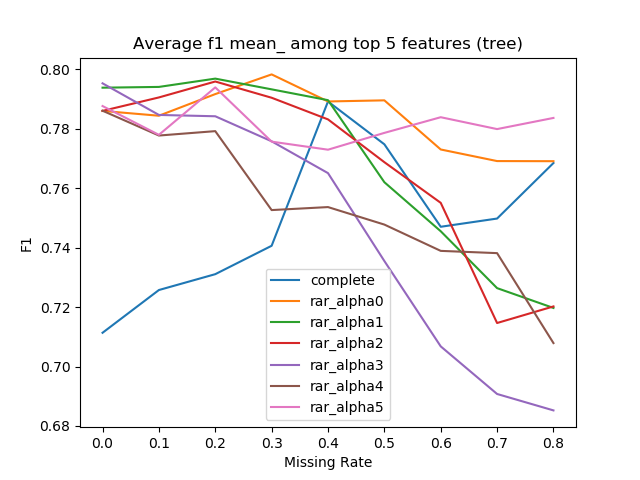 Average f1 mean_ among top 5 features (tree)
0.80
0.78
0.76
0.74
0.72
0.70
0.68
F1
complete
rar_alpha0
rar_alpha1
rar_alpha2
rar_alpha3
rar_alpha4
rar_alpha5
0.0 0.1 0.2 0.3 0.4 0.5 0.6 0.7 0.8
Missing Rate